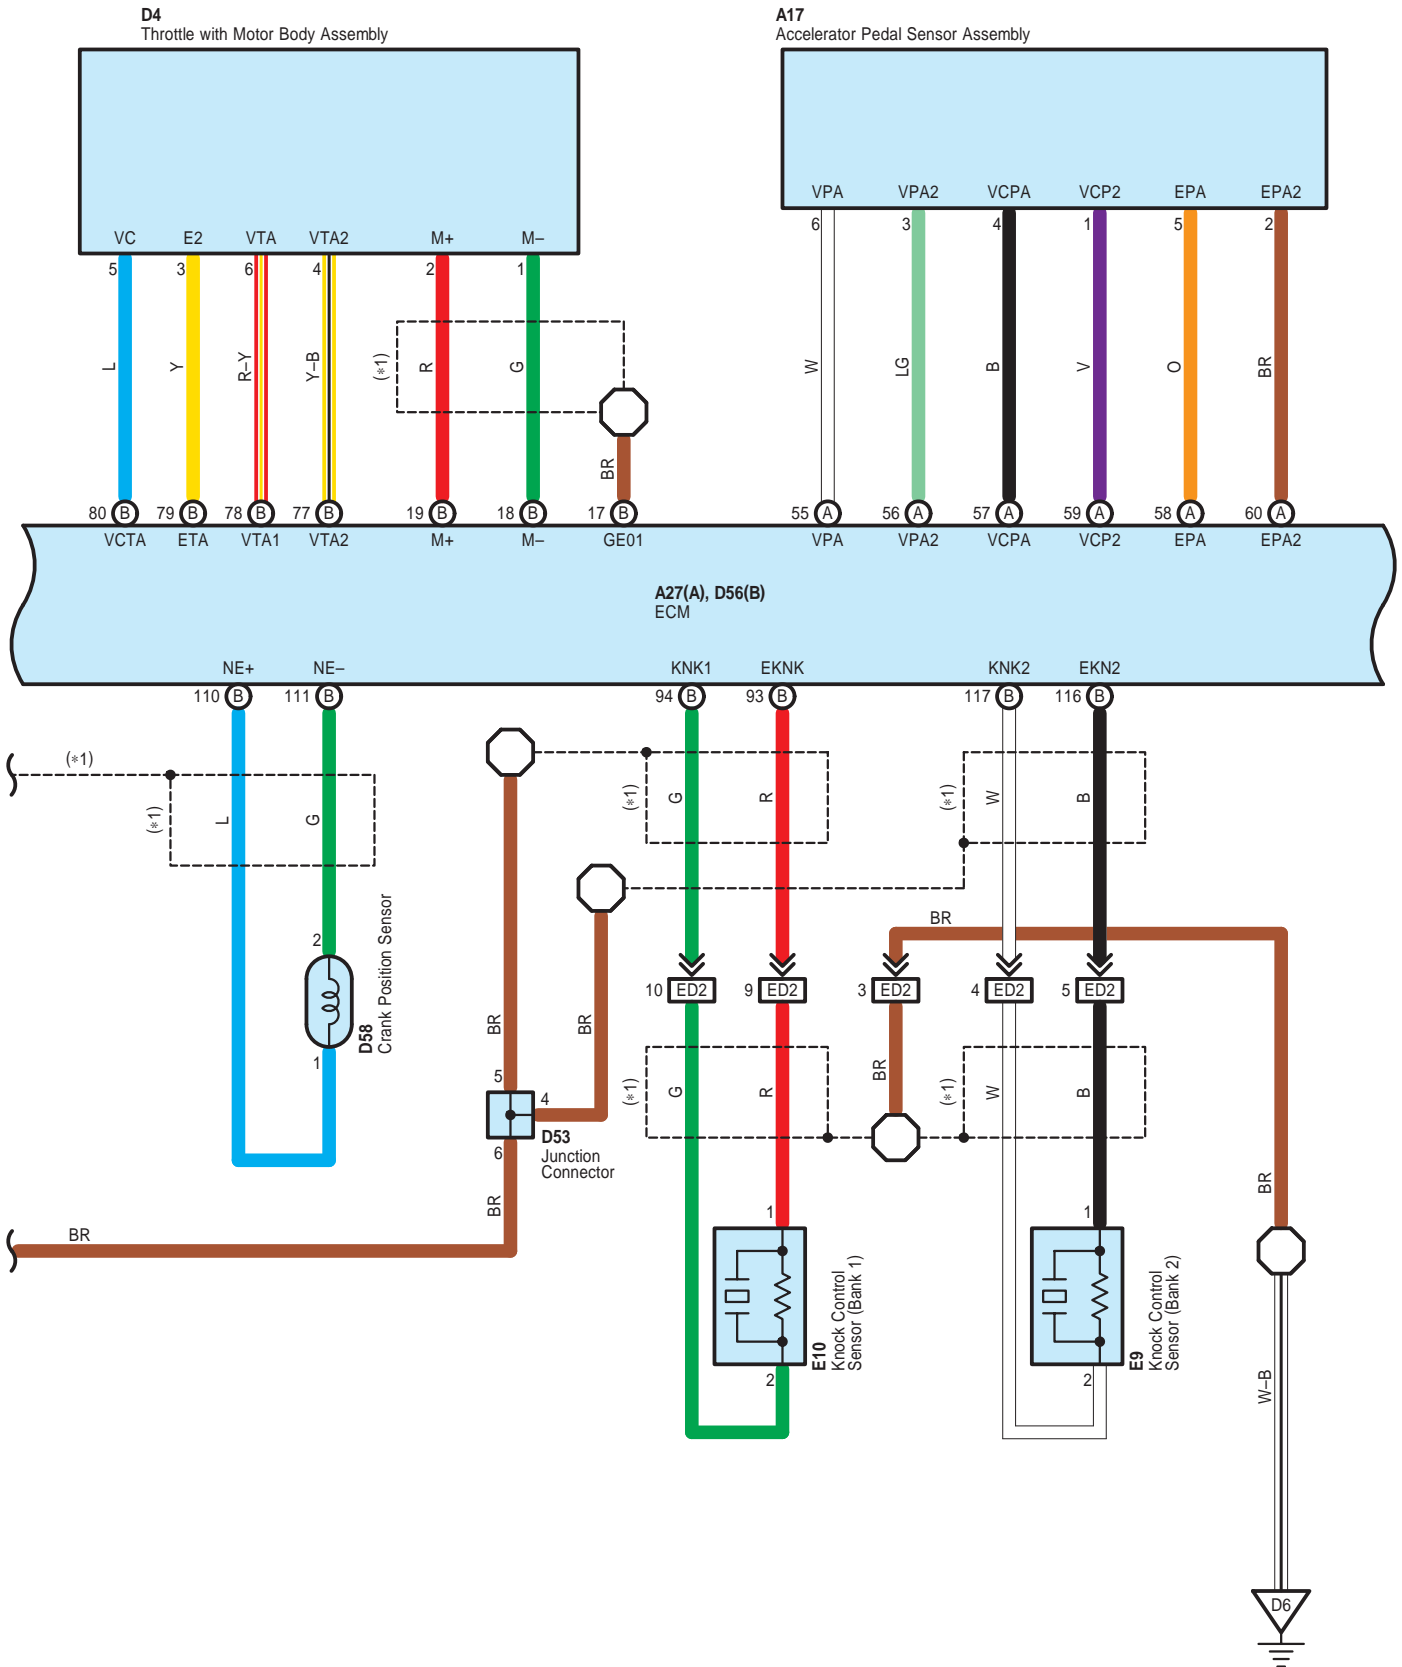 D4
Throttle with Motor Body Assembly
A17
Accelerator Pedal Sensor Assembly
VPA VPA2 VCPA VCP2 EPA EPA2
6 3 4 1 5 2
VC E2 VTA VTA2 M+ M–
5 3 6 4 2 1
L Y R–Y Y–B (*1) R G
W LG B V O BR
BR
80 B 79 B 78 B 77 B 19 B 18 B 17 B 55 A 56 A 57 A 59 A 58 A 60 A
VCTA ETA VTA1 VTA2 M+ M– GE01 VPA VPA2 VCPA VCP2 EPA EPA2
A27(A), D56(B)
ECM
NE+ NE– KNK1 EKNK KNK2 EKN2
110 B 111 B 94 B 93 B 117 B 116 B
(*1)
(*1) L G (*1) G R (*1) W B
BR
2
D58
Crank Position Sensor
1
10 ED2 9 ED2 3 ED2 4 ED2 5 ED2
BR BR
(*1) G R BR (*1) W B
5
4
D53
Junction
Connector
6
BR
BR
BR
1 1
E10
Knock Control
Sensor (Bank 1)
E9
Knock Control
Sensor (Bank 2)
2 2
W–B
D6